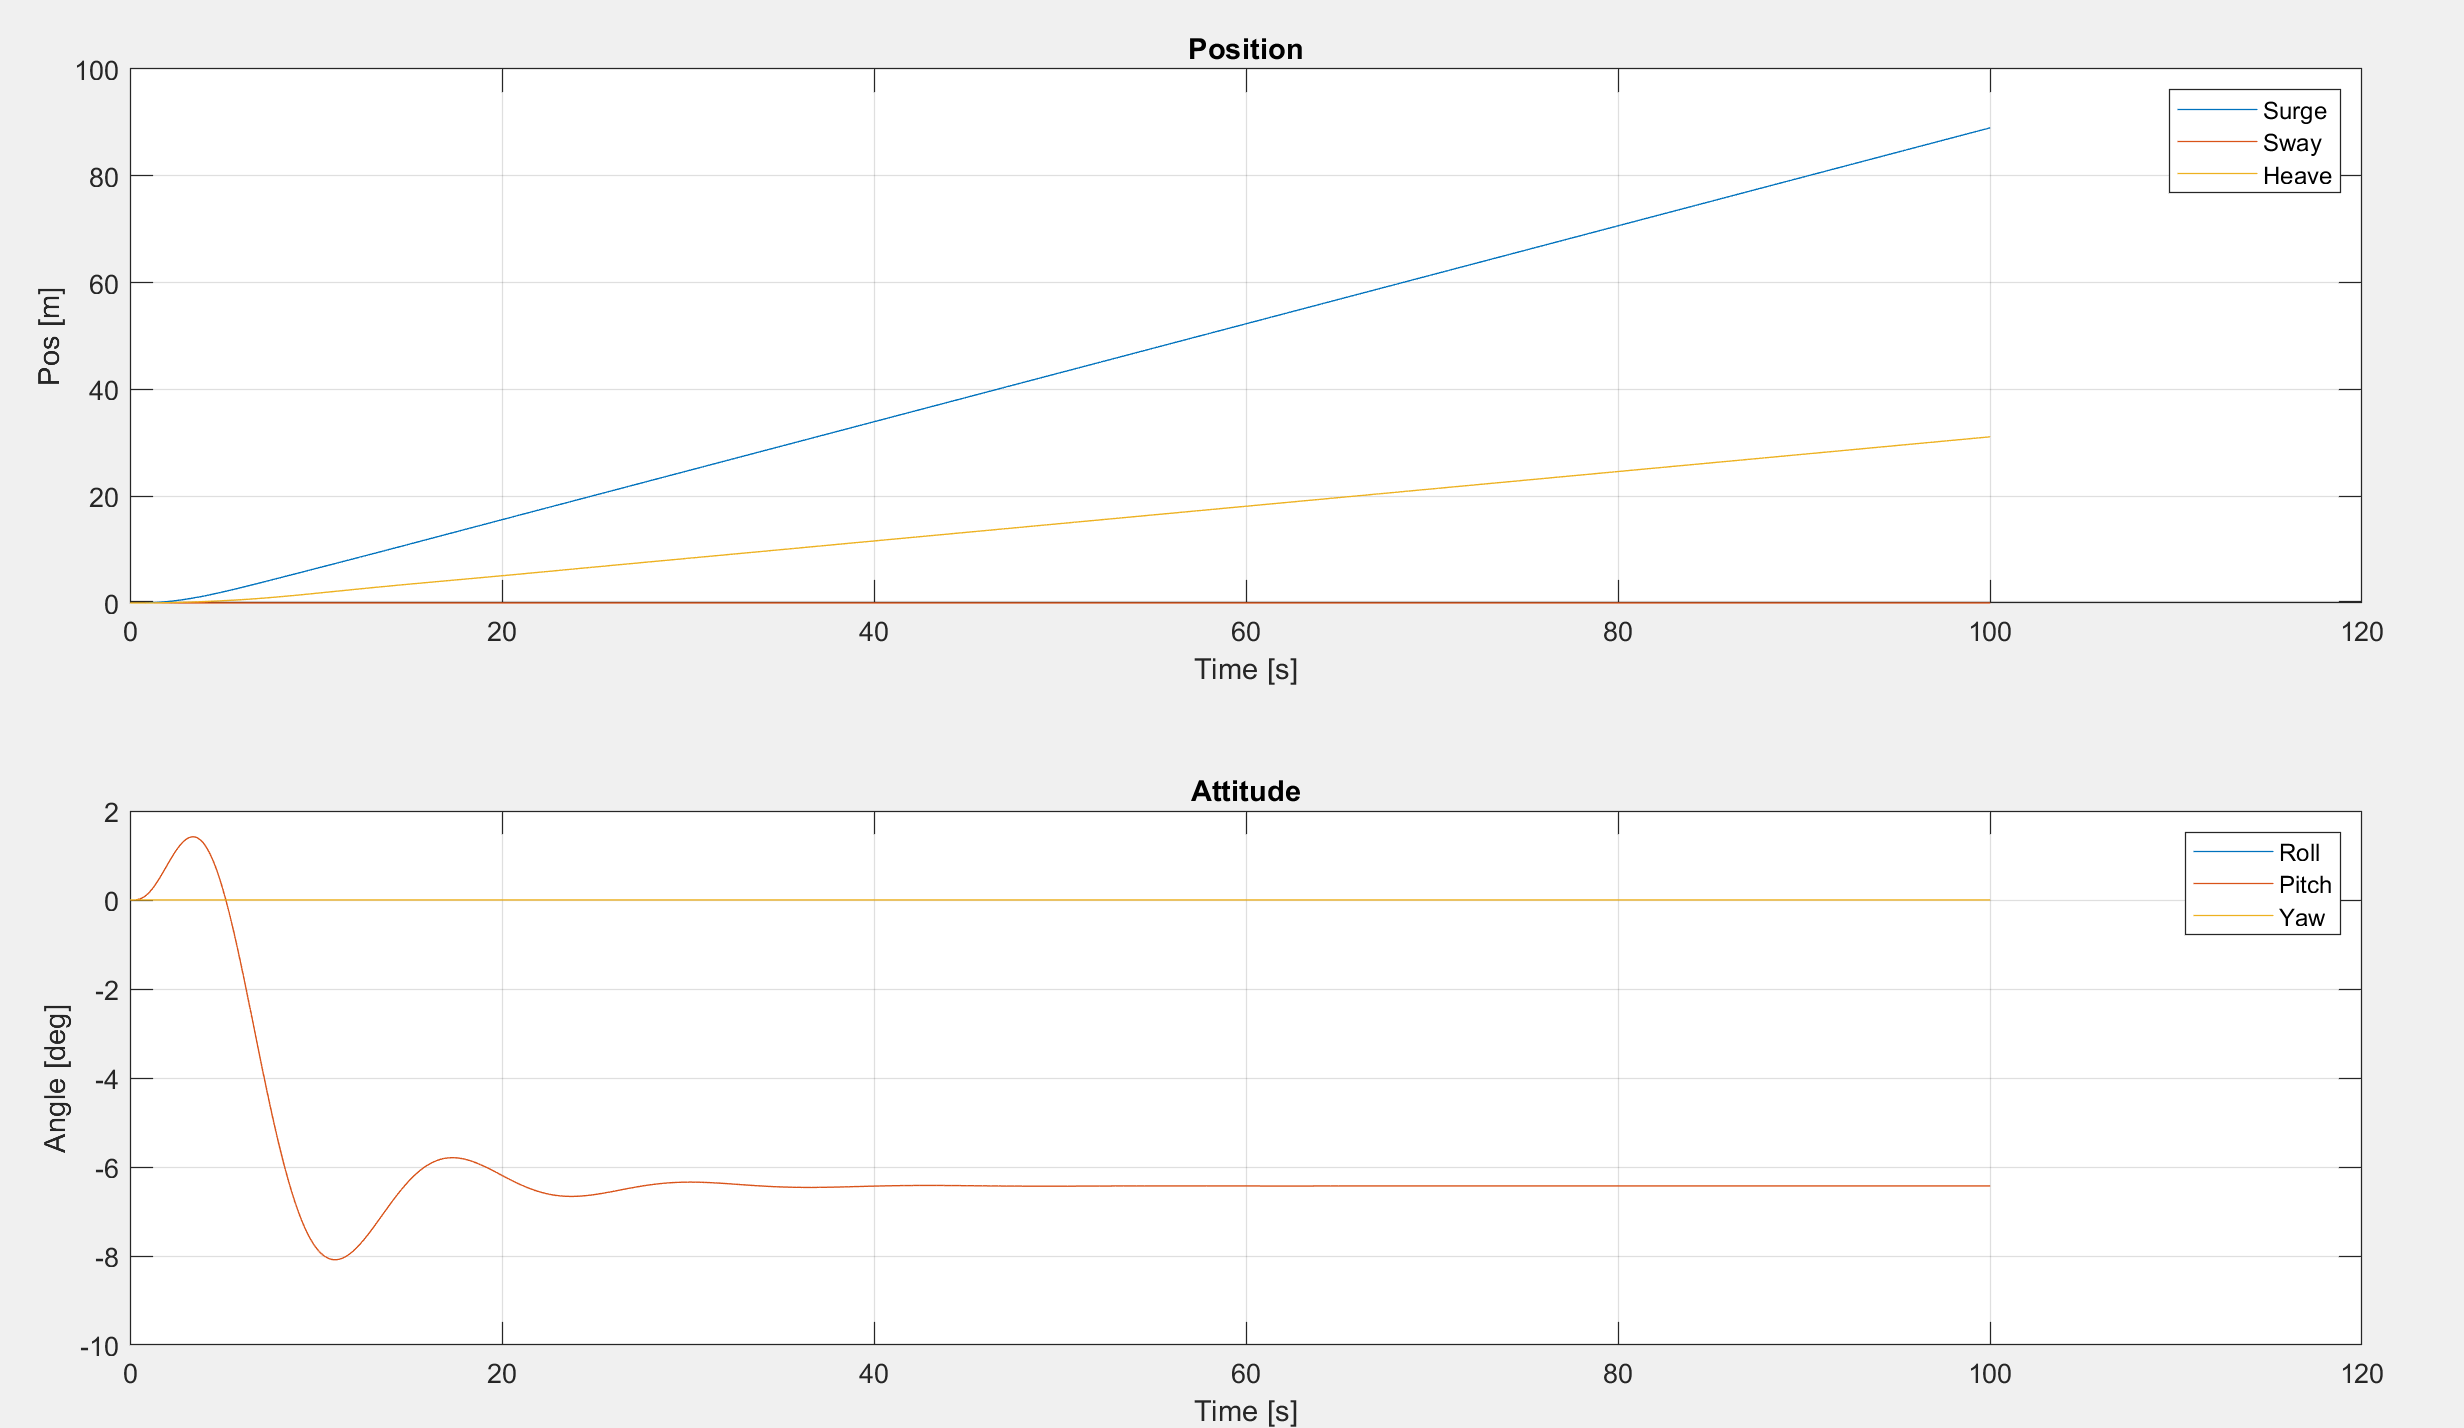 Position
100
80
60
40
20
0
Pos [m]
0 20 40 60 80 100 120
Time [s]
Surge
Sway
Heave
Attitude
2
0
-2
-4
-6
-8
-10
Angle [deg]
0 20 40 60 80 100 120
Time [s]
Roll
Pitch
Yaw